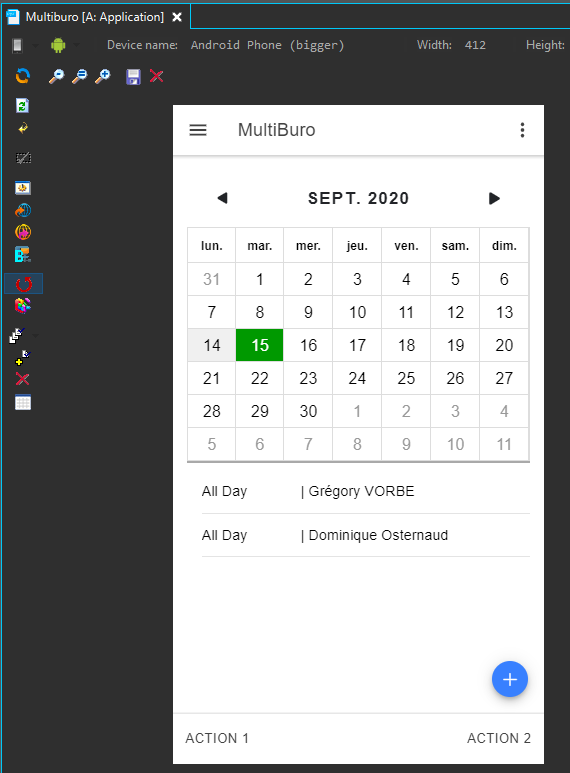 Multiburo [A: Application]
Device name: Android Phone (bigger) Width: 412 Height:
MultiBuro
SEPT. 2020
lun. mar. mer. jeu. ven. sam. dim.
31 1 2 3 4 5 6
7 8 9 10 11 12 13
14 15 16 17 18 19 20
21 22 23 24 25 26 27
28 29 30 1 2 3 4
5 6 7 8 9 10 11
All Day | Grégory VORBE
All Day | Dominique Osternaud
ACTION 1 ACTION 2